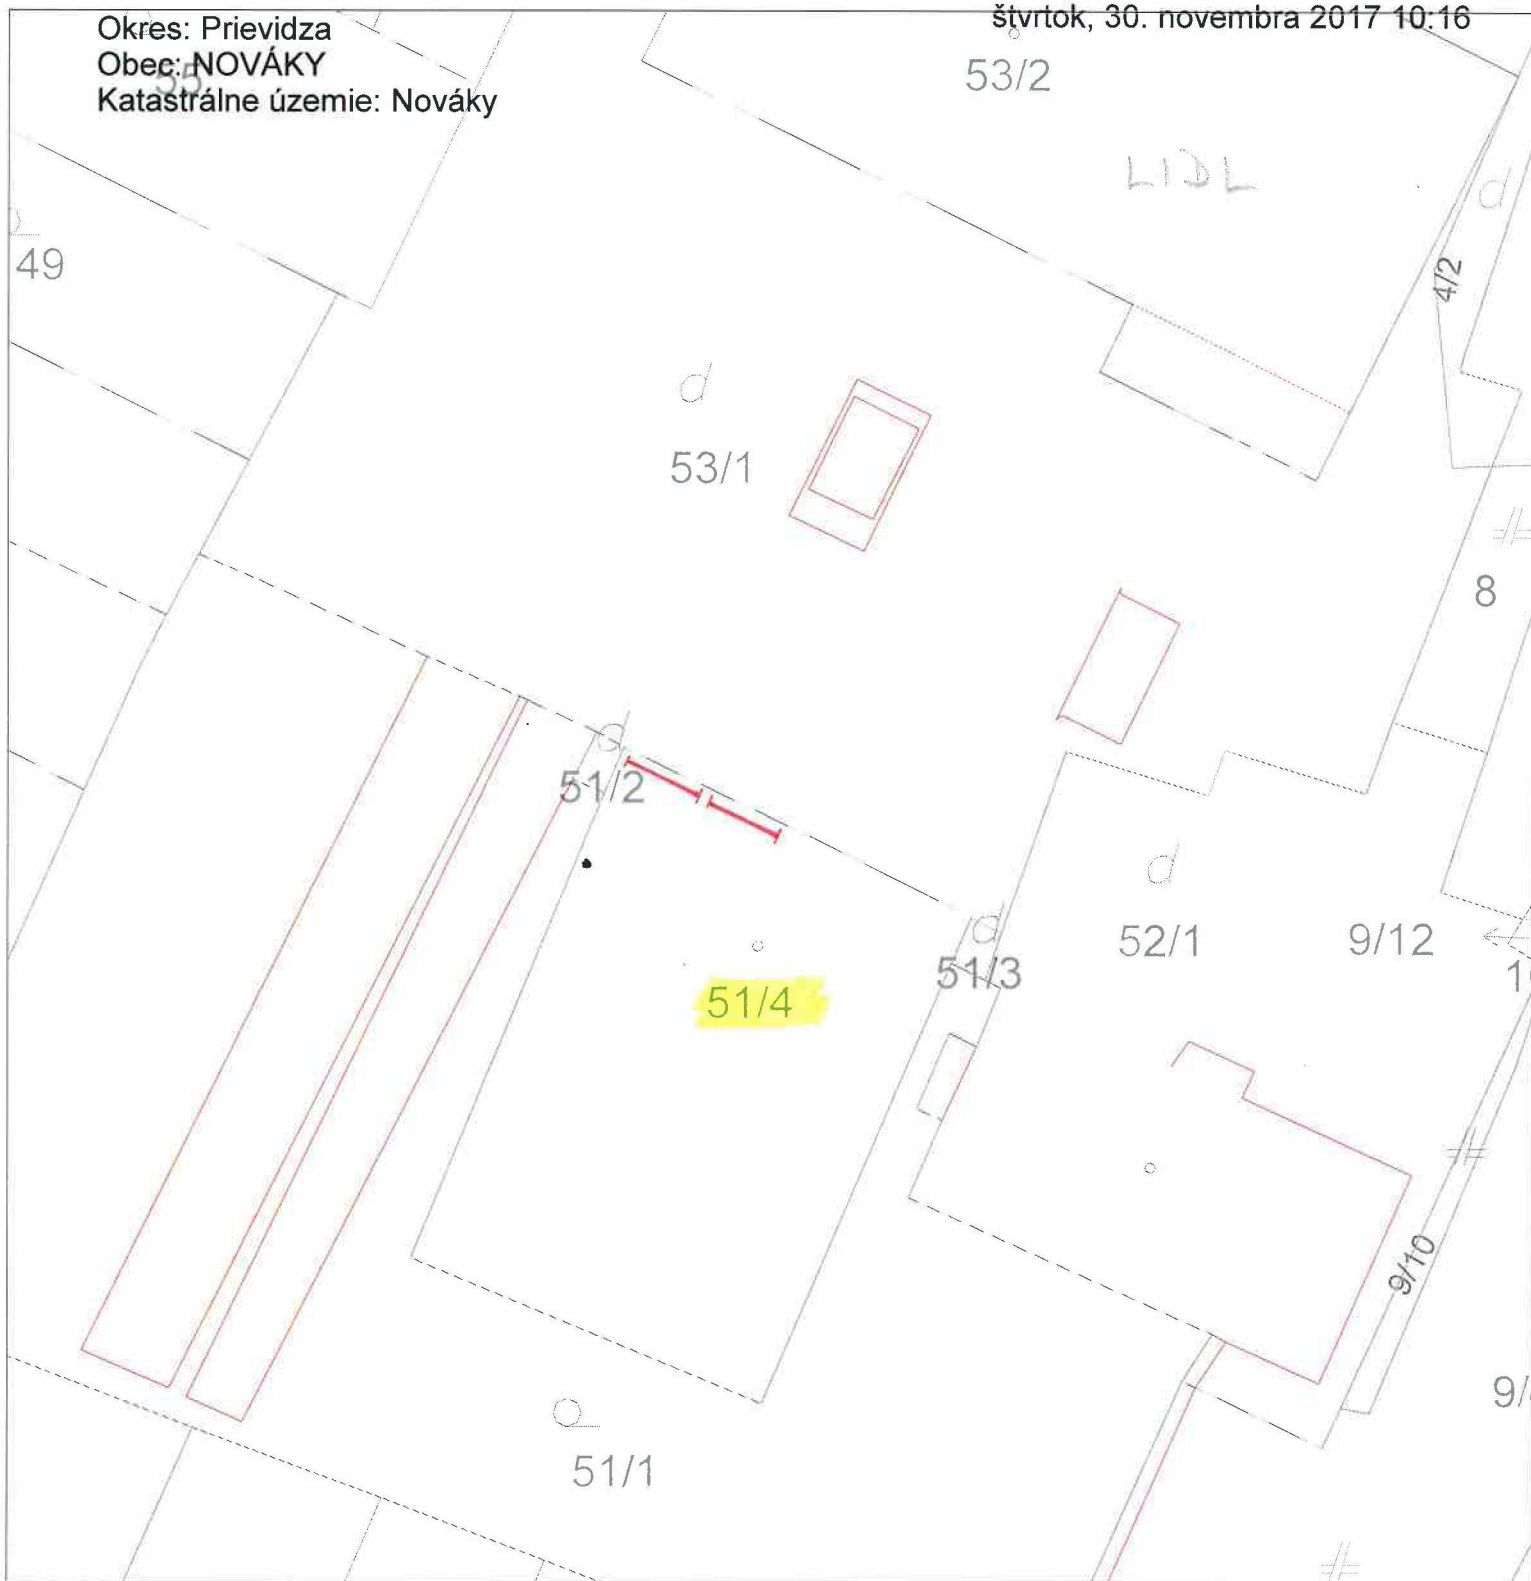 Okres: Prievidza
štvrtok, 30. novembra 2017 10:16
Obec: NOVÁKY
55
53/2
Katastrálne územie: Nováky
LIDL
49
4/2
53/1
8
51/2
52/1
9/12
51/3
51/4
9/10
51/1